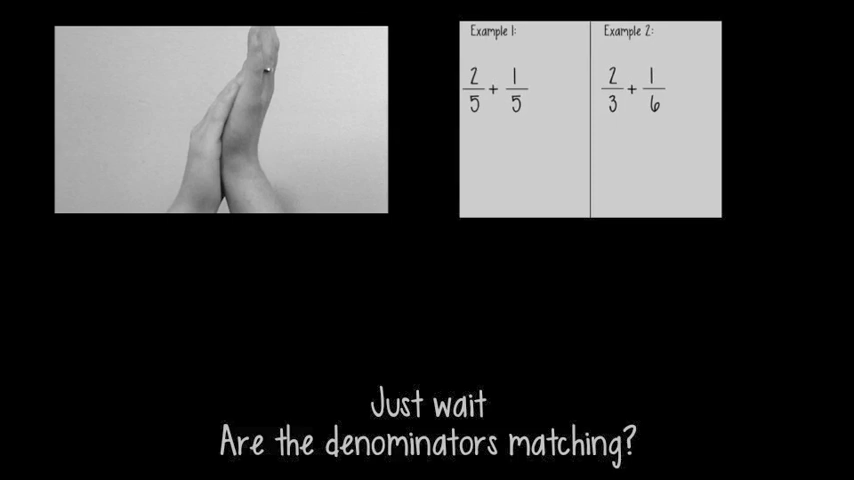 Example 1:
2/5 + 1/5
Example 2:
2/3 + 1/6
Just wait
Are the denominators matching?